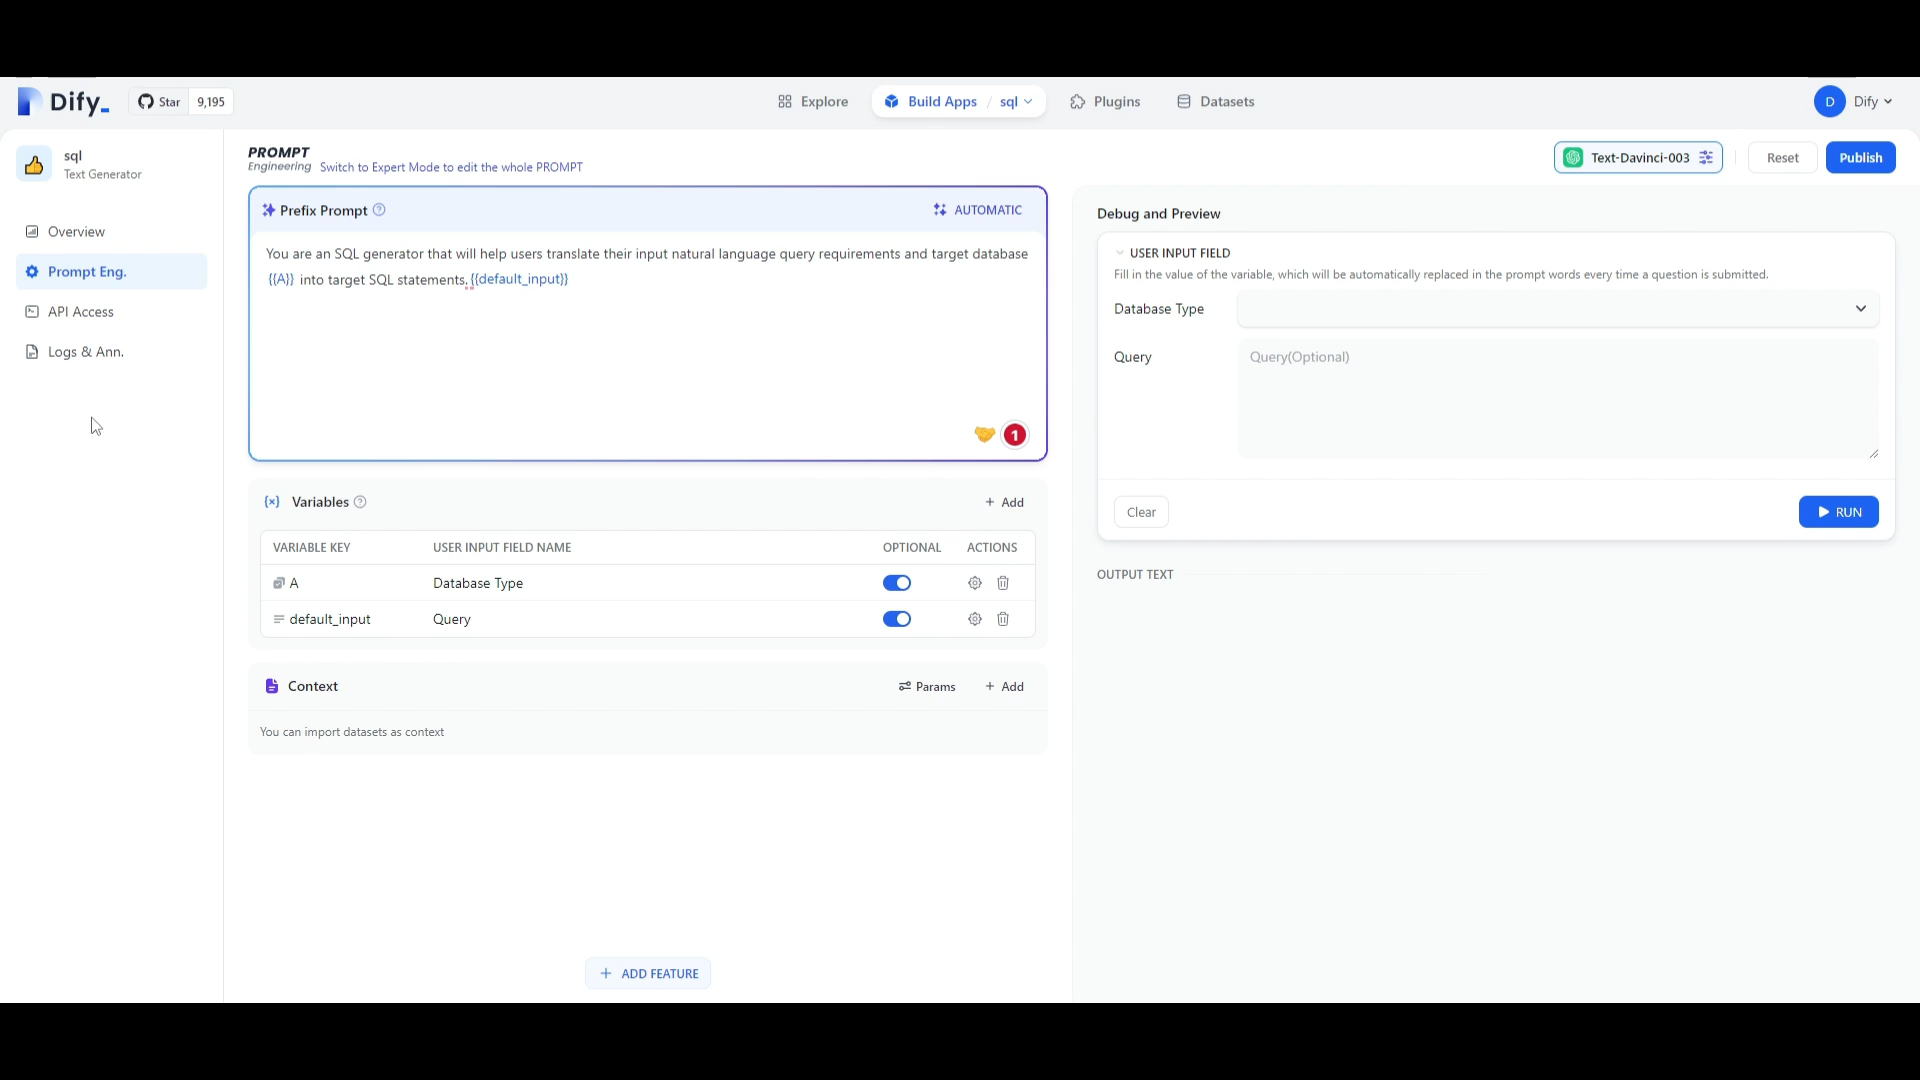 Dify_
Star 9,195
Explore
Build Apps / sql
Plugins
Datasets
D Dify
sql
Text Generator
Overview
Prompt Eng.
API Access
Logs & Ann.
PROMPT
Engineering Switch to Expert Mode to edit the whole PROMPT
Text-Davinci-003
Reset
Publish
Prefix Prompt
AUTOMATIC
You are an SQL generator that will help users translate their input natural language query requirements and target database
{{A}} into target SQL statements.{{default_input}}
1
{x} Variables
+ Add
VARIABLE KEY USER INPUT FIELD NAME OPTIONAL ACTIONS
A Database Type
default_input Query
Context
Params
+ Add
You can import datasets as context
+ ADD FEATURE
Debug and Preview
USER INPUT FIELD
Fill in the value of the variable, which will be automatically replaced in the prompt words every time a question is submitted.
Database Type
Query Query(Optional)
Clear
RUN
OUTPUT TEXT